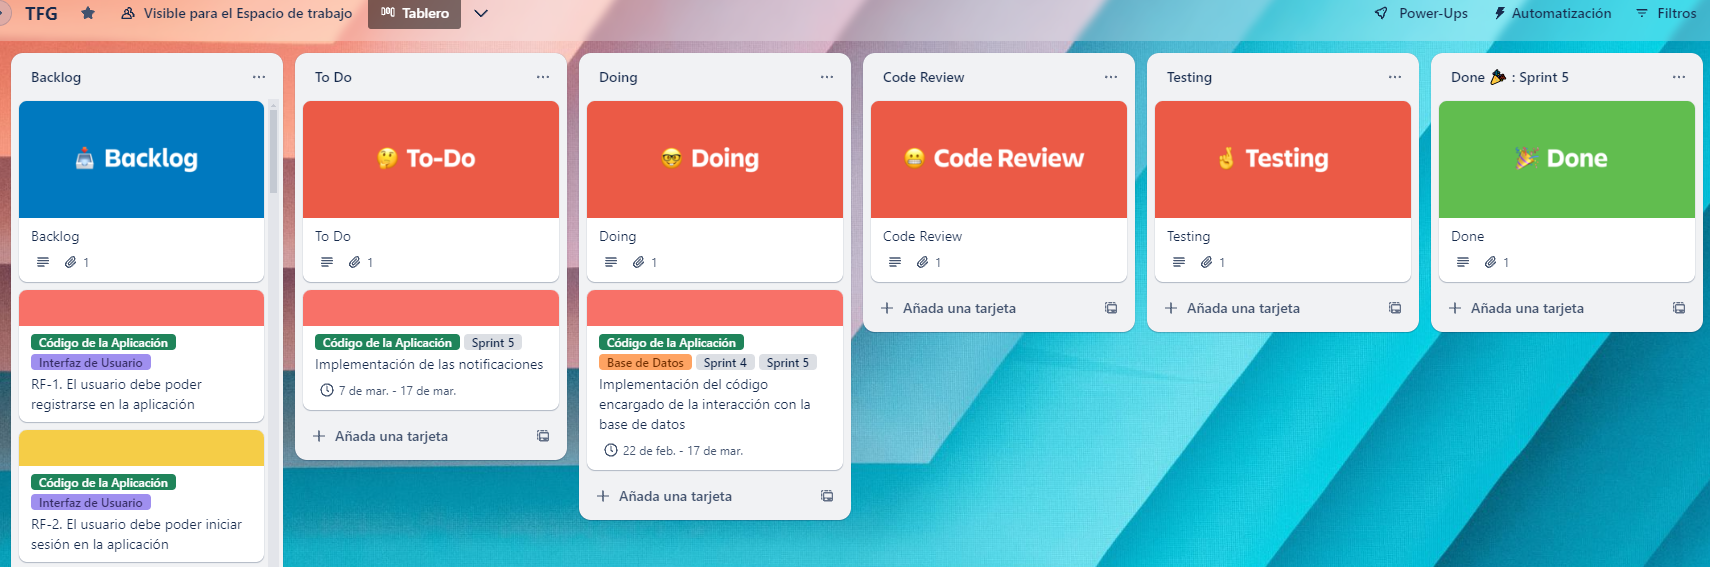 TFG
Visible para el Espacio de trabajo
Tablero
Power-Ups
Automatización
Filtros
Backlog
Backlog
Backlog
1
Código de la Aplicación
Interfaz de Usuario
RF-1. El usuario debe poder
registrarse en la aplicación
Código de la Aplicación
Interfaz de Usuario
RF-2. El usuario debe poder iniciar
sesión en la aplicación
To Do
To-Do
To Do
1
Código de la Aplicación Sprint 5
Implementación de las notificaciones
7 de mar. - 17 de mar.
Añada una tarjeta
Doing
Doing
Doing
1
Código de la Aplicación
Base de Datos Sprint 4 Sprint 5
Implementación del código
encargado de la interacción con la
base de datos
22 de feb. - 17 de mar.
Añada una tarjeta
Code Review
Code Review
Code Review
1
Añada una tarjeta
Testing
Testing
Testing
1
Añada una tarjeta
Done 🎉 : Sprint 5
Done
Done
1
Añada una tarjeta